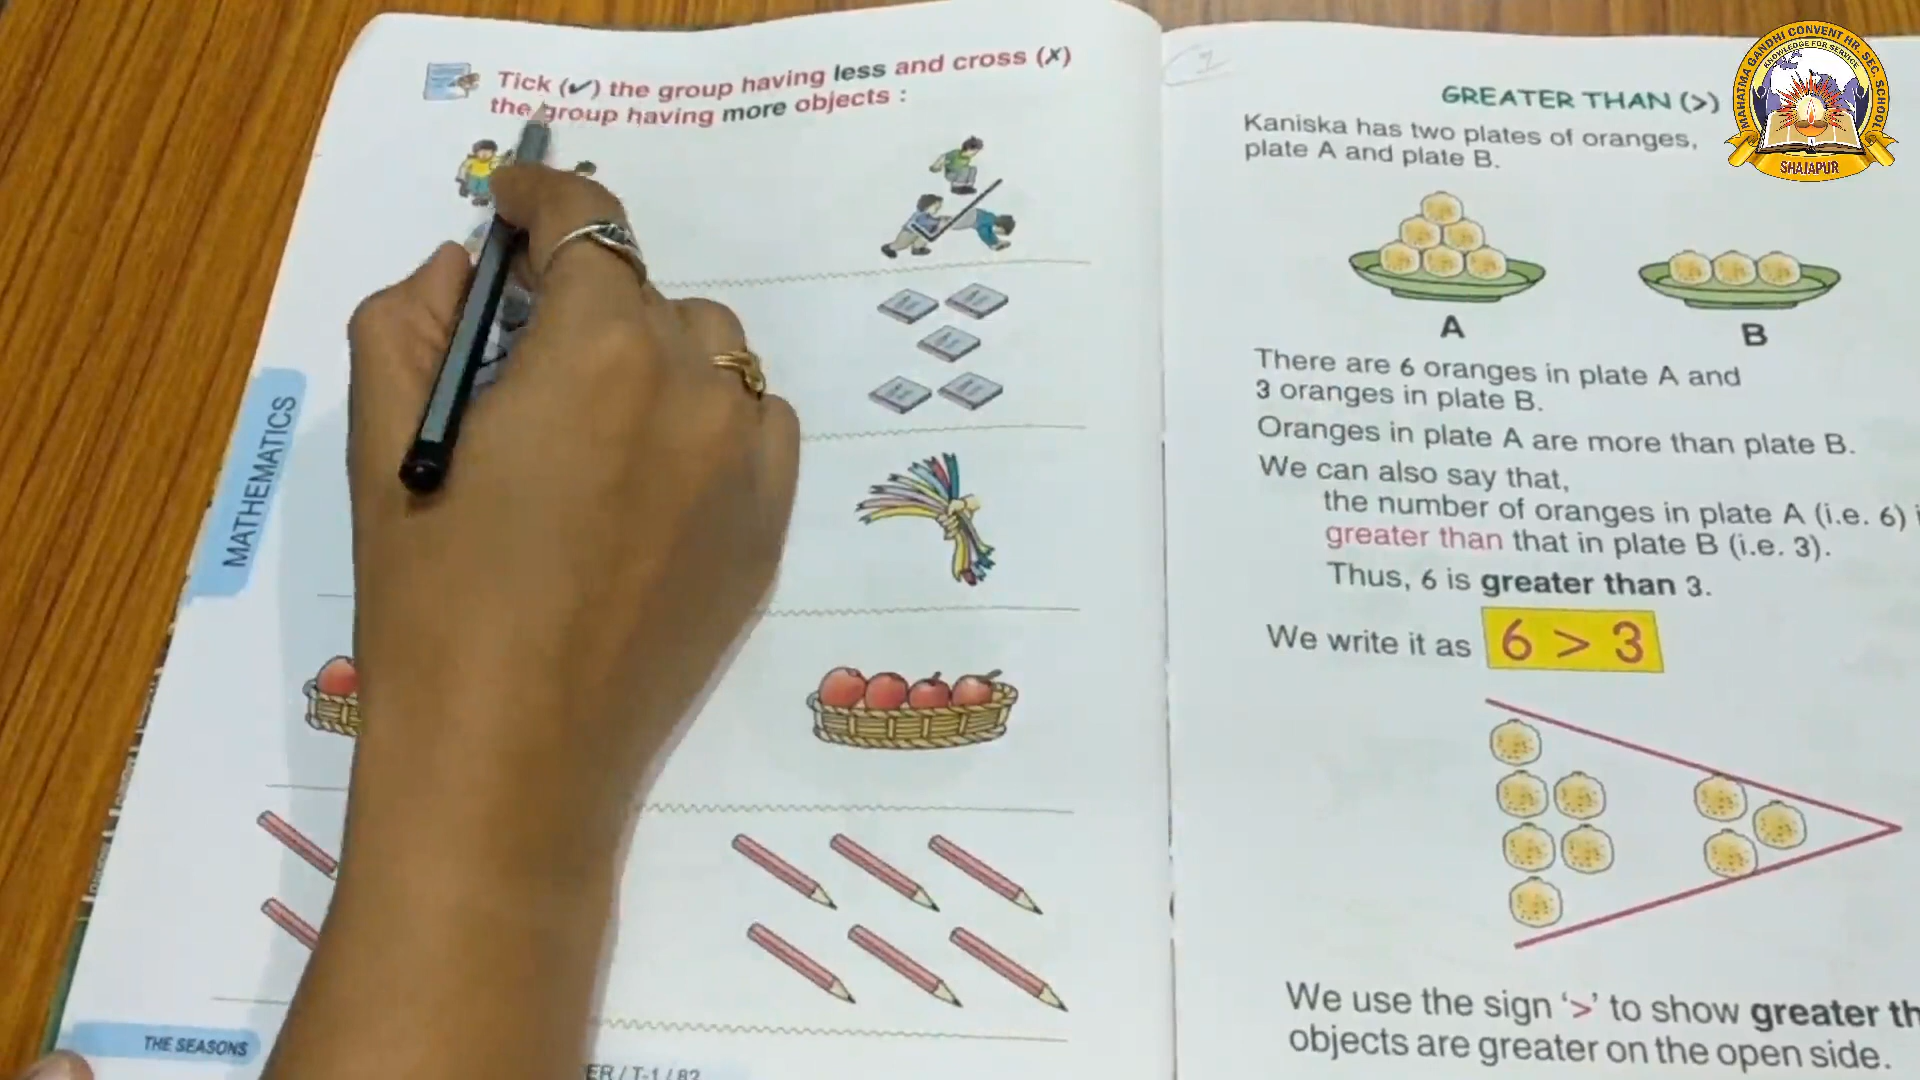 Tick (✔) the group having less and cross (✗)
the group having more objects :
MATHEMATICS
THE SEASONS
ER / T-1 / 82
GREATER THAN (>)
Kaniska has two plates of oranges,
plate A and plate B.
A
B
There are 6 oranges in plate A and
3 oranges in plate B.
Oranges in plate A are more than plate B.
We can also say that,
the number of oranges in plate A (i.e. 6)
greater than that in plate B (i.e. 3).
Thus, 6 is greater than 3.
We write it as 6 > 3
We use the sign '>' to show greater th
objects are greater on the open side.
MAHATMA GANDHI CONVENT HR. SEC. SCHOOL
KNOWLEDGE FOR SERVICE
SHAJAPUR